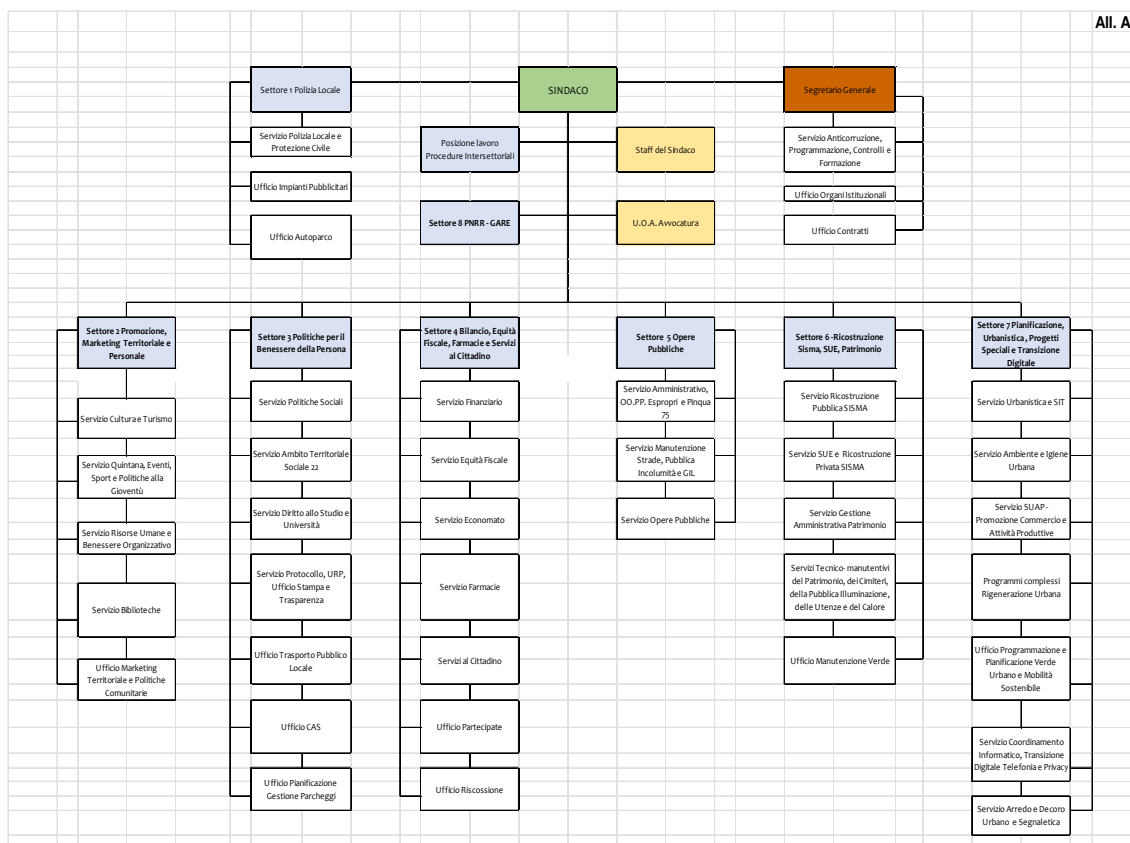 All. A
Settore 1 Polizia Locale
SINDACO
Segretario Generale
Servizio Polizia Locale e
Protezione Civile
Ufficio Impianti Pubblicitari
Ufficio Autoparco
Posizione lavoro
Procedure Intersettoriali
Staff del Sindaco
Settore 8 PNRR - GARE
U.O.A. Avvocatura
Servizio Anticorruzione,
Programmazione, Controlli e
Formazione
Ufficio Organi Istituzionali
Ufficio Contratti
Settore 2 Promozione,
Marketing Territoriale e
Personale
Servizio Cultura e Turismo
Servizio Quintana, Eventi,
Sport e Politiche alla
Gioventù
Servizio Risorse Umane e
Benessere Organizzativo
Servizio Biblioteche
Ufficio Marketing
Territoriale e Politiche
Comunitarie
Settore 3 Politiche per il
Benessere della Persona
Servizio Politiche Sociali
Servizio Ambito Territoriale
Sociale 22
Servizio Diritto allo Studio e
Università
Servizio Protocollo, URP,
Ufficio Stampa e
Trasparenza
Ufficio Trasporto Pubblico
Locale
Ufficio CAS
Ufficio Pianificazione
Gestione Parcheggi
Settore 4 Bilancio, Equità
Fiscale, Farmacie e Servizi
al Cittadino
Servizio Finanziario
Servizio Equità Fiscale
Servizio Economato
Servizio Farmacie
Servizi al Cittadino
Ufficio Partecipate
Ufficio Riscossione
Settore 5 Opere
Pubbliche
Servizio Amministrativo,
OO.PP. Espropri e Pinqua
75
Servizio Manutenzione
Strade, Pubblica
Incolumità e GIL
Servizio Opere Pubbliche
Settore 6 -Ricostruzione
Sisma, SUE, Patrimonio
Servizio Ricostruzione
Pubblica SISMA
Servizio SUE e Ricostruzione
Privata SISMA
Servizio Gestione
Amministrativa Patrimonio
Servizi Tecnico- manutentivi
del Patrimonio, dei Cimiteri,
della Pubblica Illuminazione,
delle Utenze e del Calore
Ufficio Manutenzione Verde
Settore 7 Pianificazione,
Urbanistica, Progetti
Speciali e Transizione
Digitale
Servizio Urbanistica e SIT
Servizio Ambiente e Igiene
Urbana
Servizio SUAP -
Promozione Commercio e
Attività Produttive
Programmi complessi
Rigenerazione Urbana
Ufficio Programmazione e
Pianificazione Verde
Urbano e Mobilità
Sostenibile
Servizio Coordinamento
Informatico, Transizione
Digitale Telefonia e Privacy
Servizio Arredo e Decoro
Urbano e Segnaletica